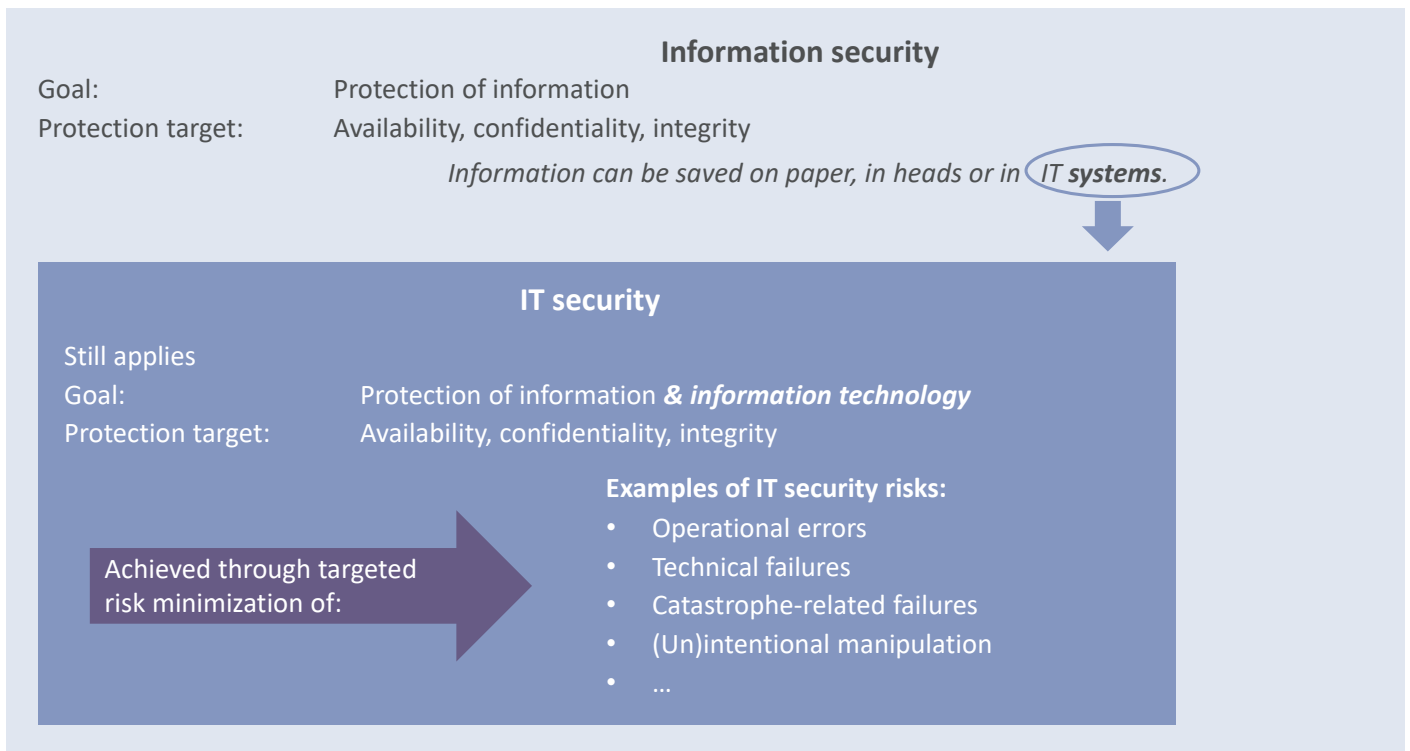 Information security
Goal: Protection of information
Protection target: Availability, confidentiality, integrity
Information can be saved on paper, in heads or in IT systems.
IT security
Still applies
Goal: Protection of information & information technology
Protection target: Availability, confidentiality, integrity
Achieved through targeted
risk minimization of:
Examples of IT security risks:
• Operational errors
• Technical failures
• Catastrophe-related failures
• (Un)intentional manipulation
• ...